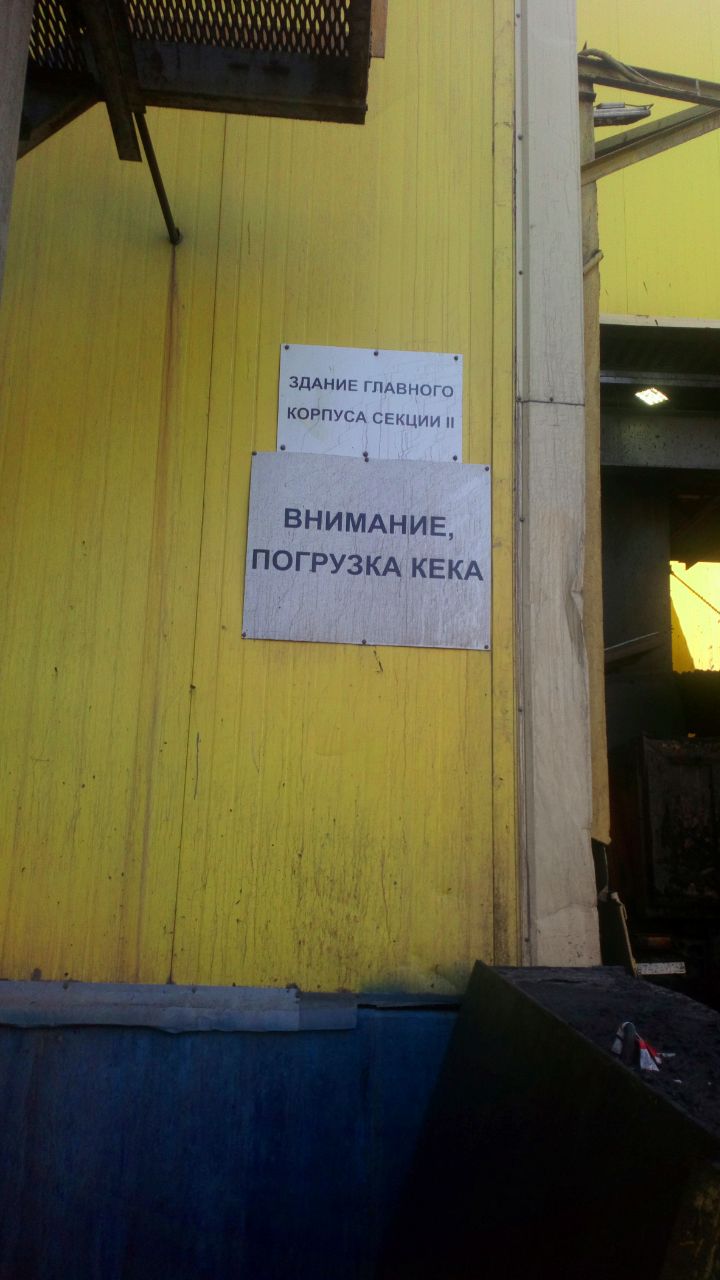 ЗДАНИЕ ГЛАВНОГО
КОРПУСА СЕКЦИИ II
ВНИМАНИЕ,
ПОГРУЗКА КЕКА